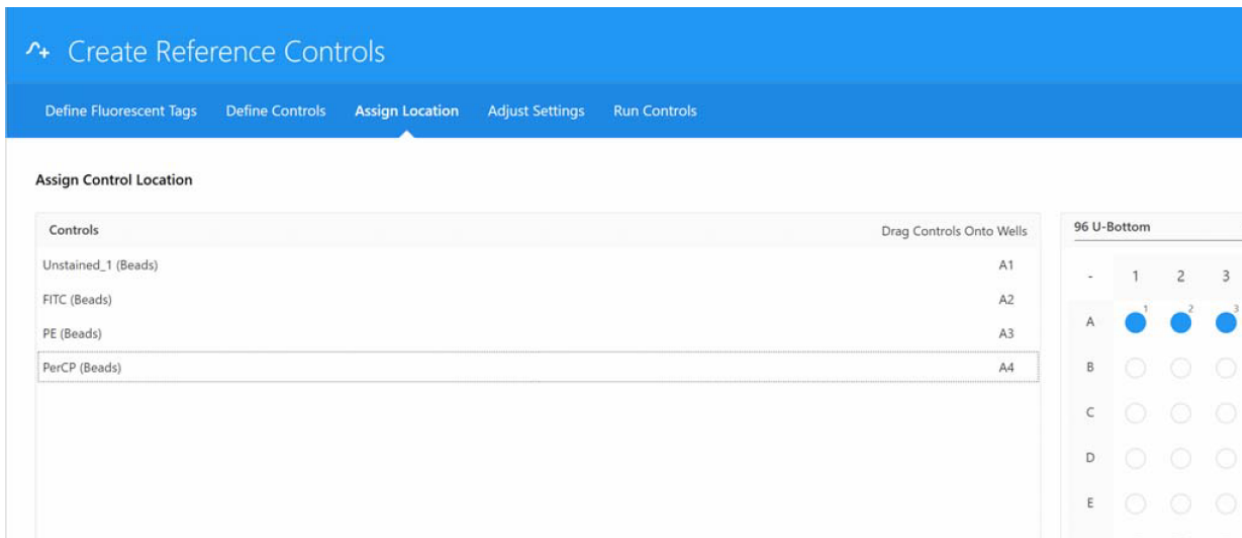 Create Reference Controls
Define Fluorescent Tags Define Controls Assign Location Adjust Settings Run Controls
Assign Control Location
Controls Drag Controls Onto Wells
Unstained_1 (Beads) A1
FITC (Beads) A2
PE (Beads) A3
PerCP (Beads) A4
96 U-Bottom
- 1 2 3
A 1 2 3
B
C
D
E